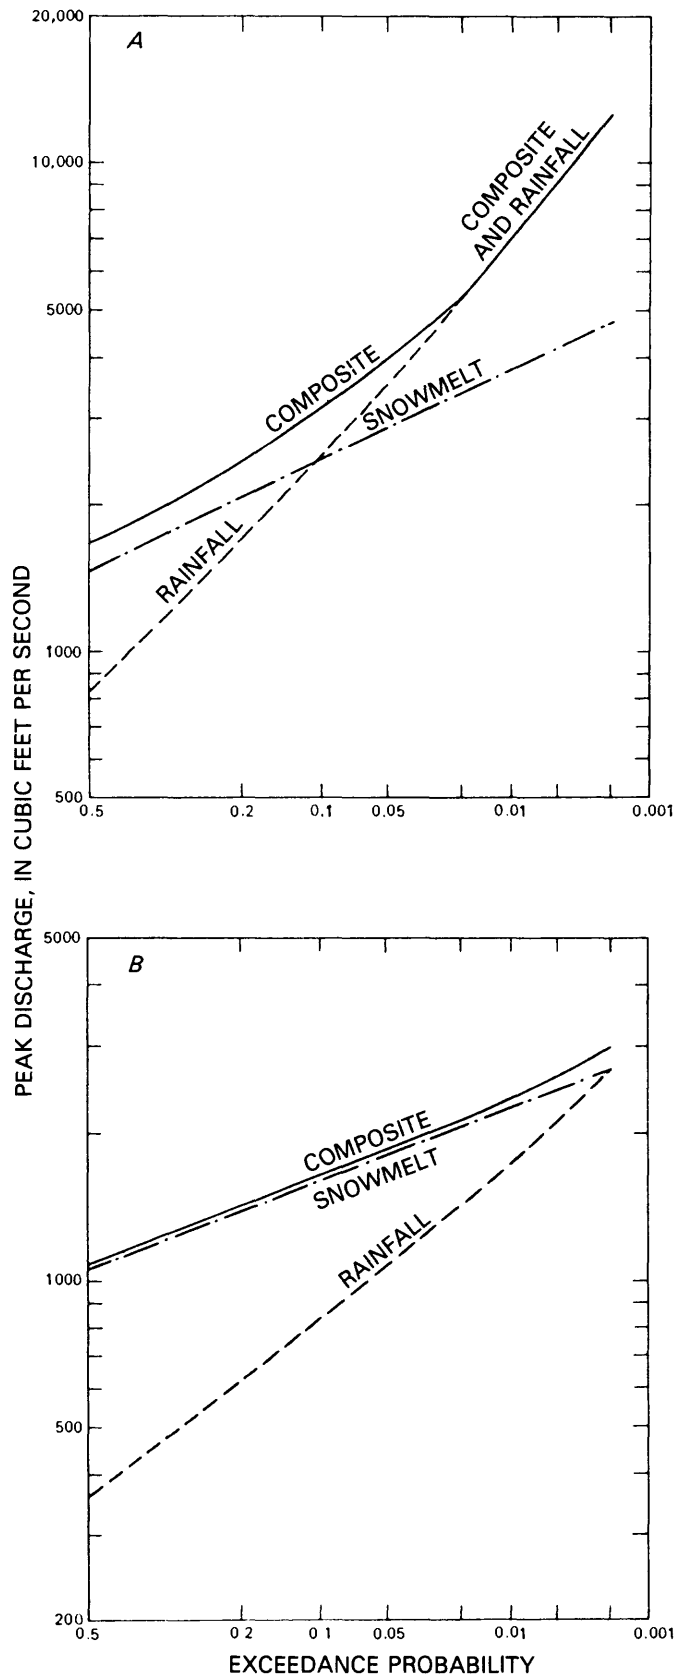 PEAK DISCHARGE, IN CUBIC FEET PER SECOND
A
20,000
10,000
5000
1000
500
COMPOSITE
AND RAINFALL
COMPOSITE
SNOWMELT
RAINFALL
0.5 0.2 0.1 0.05 0.01 0.001
B
5000
1000
500
200
COMPOSITE
SNOWMELT
RAINFALL
0.5 0 2 0 1 0.05 0.01 0.001
EXCEEDANCE PROBABILITY